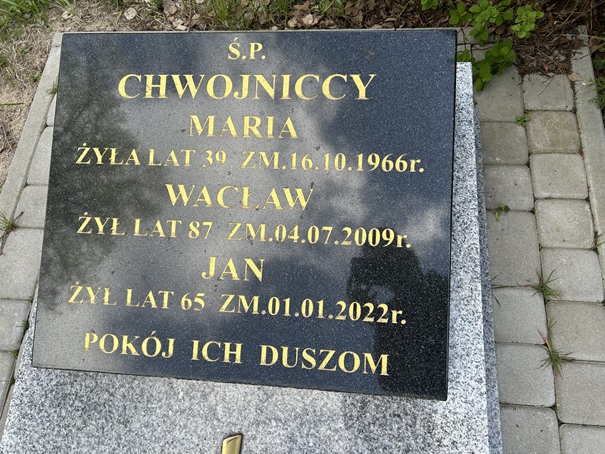 Ś.P.
CHWOJNICCY
MARIA
ŻYŁA LAT 39 ZM.16.10.1966r.
WACŁAW
ŻYŁ LAT 87 ZM.04.07.2009r.
JAN
ŻYŁ LAT 65 ZM.01.01.2022r.
POKÓJ ICH DUSZOM